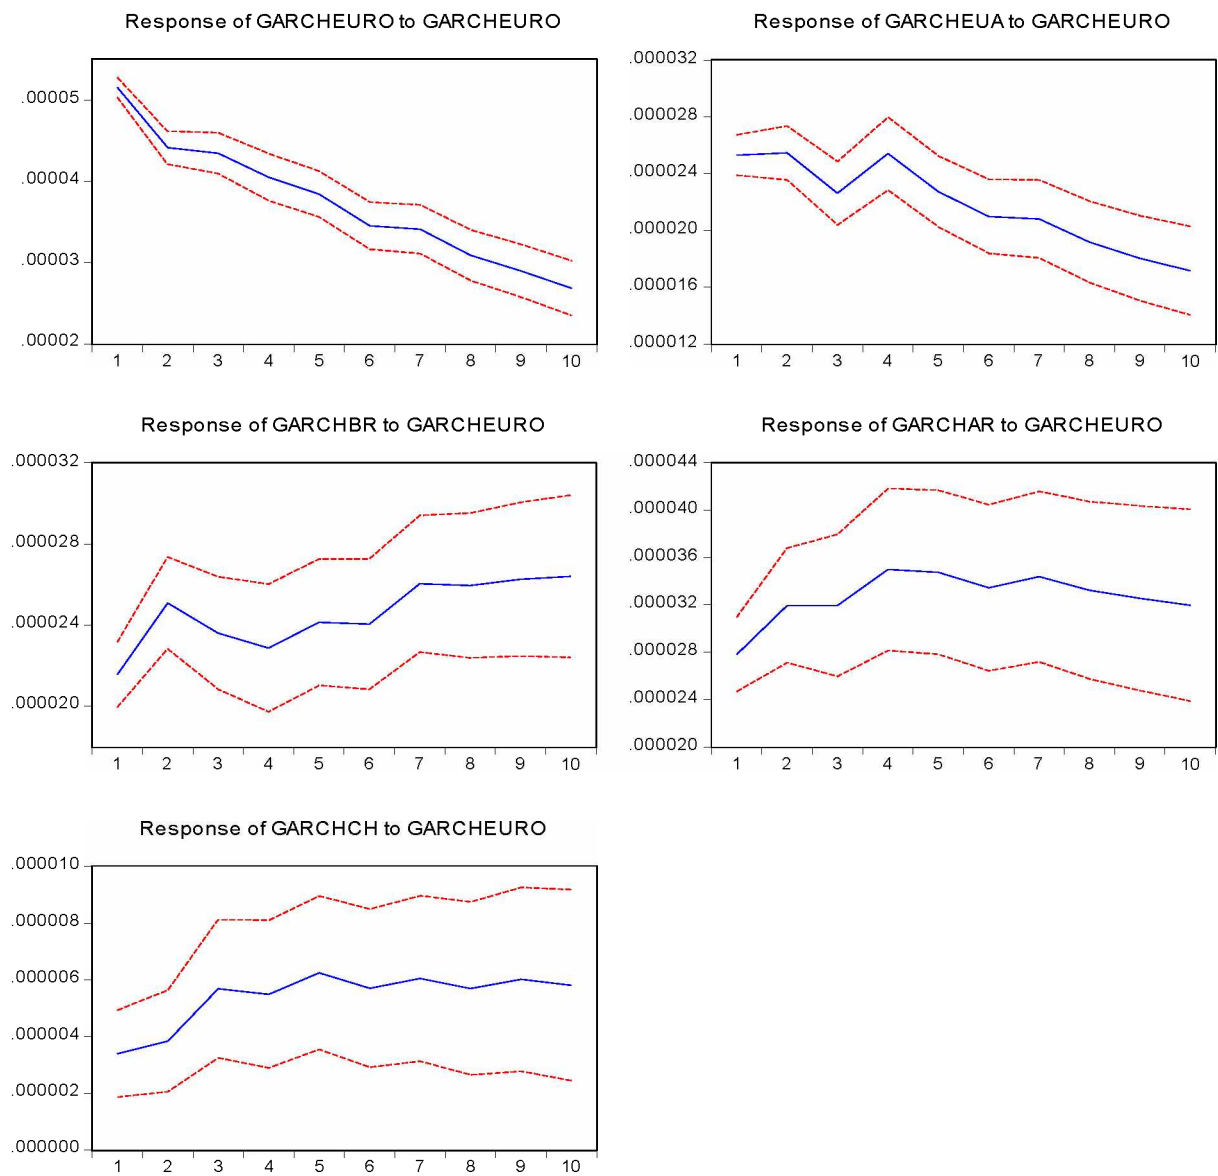 Response of GARCHEURO to GARCHEURO
.00005
.00004
.00003
.00002
1 2 3 4 5 6 7 8 9 10
Response of GARCHEUA to GARCHEURO
.000032
.000028
.000024
.000020
.000016
.000012
1 2 3 4 5 6 7 8 9 10
Response of GARCHBR to GARCHEURO
.000032
.000028
.000024
.000020
1 2 3 4 5 6 7 8 9 10
Response of GARCHAR to GARCHEURO
.000044
.000040
.000036
.000032
.000028
.000024
.000020
1 2 3 4 5 6 7 8 9 10
Response of GARCHCH to GARCHEURO
.000010
.000008
.000006
.000004
.000002
.000000
1 2 3 4 5 6 7 8 9 10